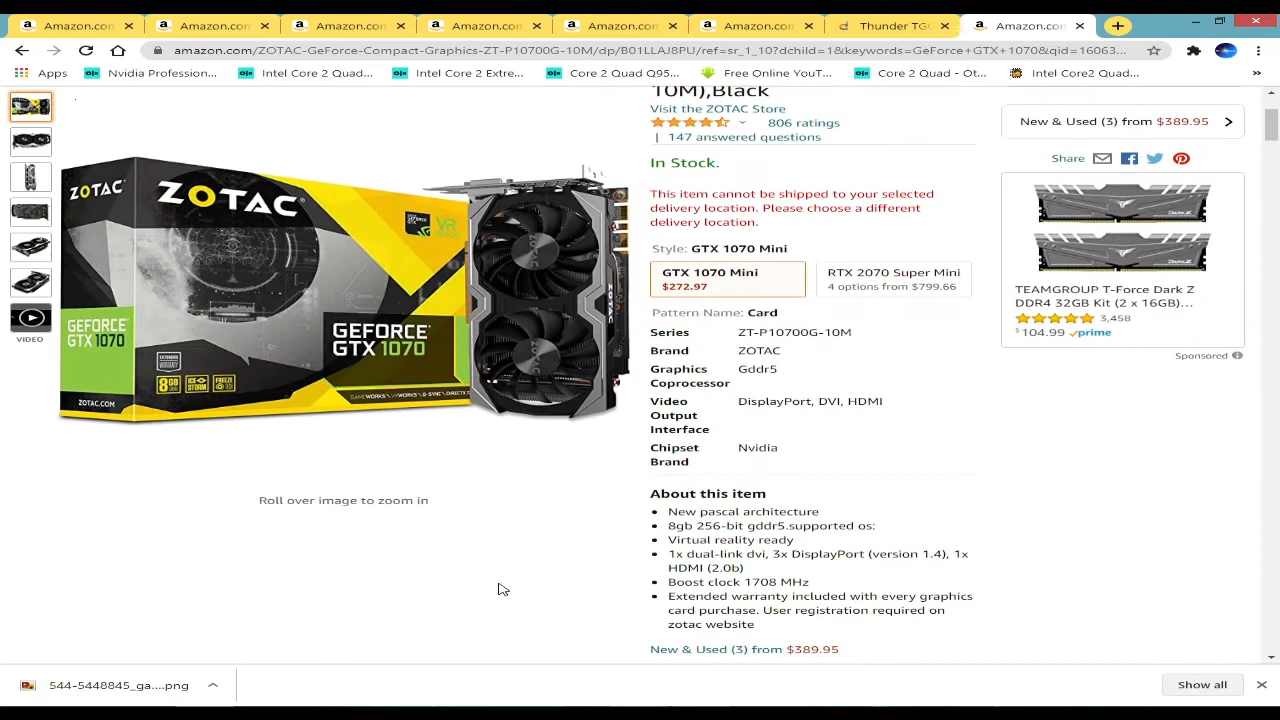 Amazon.com
Amazon.com
Amazon.com
Amazon.com
Amazon.com
Amazon.com
Thunder TG
Amazon.com
amazon.com/ZOTAC-GeForce-Compact-Graphics-ZT-P10700G-10M/dp/B01LLAJ8PU/ref=sr_1_10?dchild=1&keywords=GeForce+GTX+1070&qid=16063...
Apps
Nvidia Profession...
IntelCore2 Quad...
Intel Core 2 Extre...
Core 2 Quad Q95...
Free Online YouT...
Core 2 Quad - Ot...
Intel Core2 Quad...
10M),Black
Visit the ZOTAC Store
806 ratings
| 147 answered questions
In Stock.
This item cannot be shipped to your selected
delivery location. Please choose a different
delivery location.
Style: GTX 1070 Mini
GTX 1070 Mini
$272.97
RTX 2070 Super Mini
4 options from $799.66
Pattern Name: Card
Series ZT-P10700G-10M
Brand ZOTAC
Graphics Gddr5
Coprocessor
Video DisplayPort, DVI, HDMI
Output
Interface
Chipset Nvidia
Brand
About this item
New pascal architecture
8gb 256-bit gddr5.supported os:
Virtual reality ready
1x dual-link dvi, 3x DisplayPort (version 1.4), 1x
HDMI (2.0b)
Boost clock 1708 MHz
Extended warranty included with every graphics
card purchase. User registration required on
zotac website
New & Used (3) from $389.95
New & Used (3) from $389.95
Share
TEAMGROUP T-Force Dark Z
DDR4 32GB Kit (2 x 16GB)...
3,458
$104.99 prime
Sponsored
VIDEO
ZOTAC
ZOTAC
GEFORCE
GTX
VR
GEFORCE
GTX 1070
GEFORCE
GTX 1070
EXTENDED
WARRANTY
8GB
ICE
STORM
FREEZE
ZOTAC.COM
ZOTAC
Roll over image to zoom in
544-5448845_ga....png
Show all